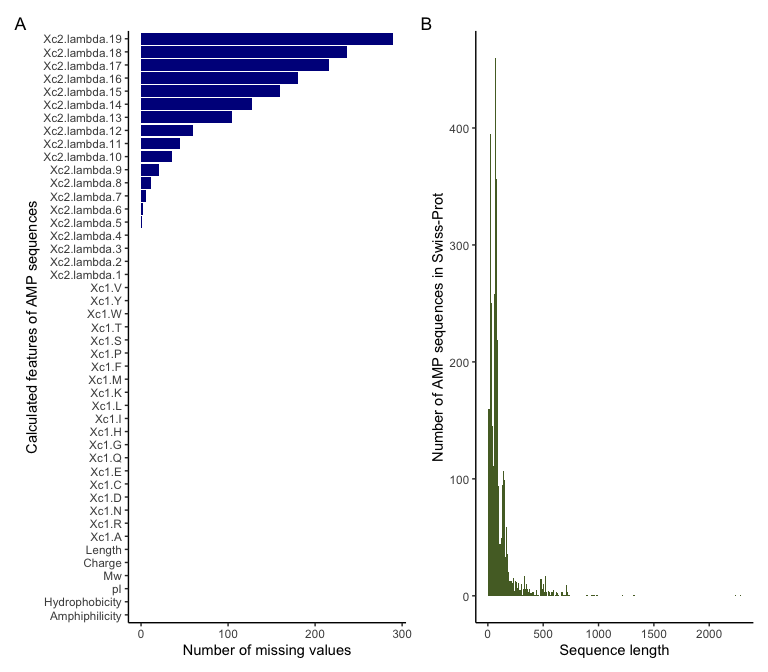 A
Calculated features of AMP sequences
Xc2.lambda.19
Xc2.lambda.18
Xc2.lambda.17
Xc2.lambda.16
Xc2.lambda.15
Xc2.lambda.14
Xc2.lambda.13
Xc2.lambda.12
Xc2.lambda.11
Xc2.lambda.10
Xc2.lambda.9
Xc2.lambda.8
Xc2.lambda.7
Xc2.lambda.6
Xc2.lambda.5
Xc2.lambda.4
Xc2.lambda.3
Xc2.lambda.2
Xc2.lambda.1
Xc1.V
Xc1.Y
Xc1.W
Xc1.T
Xc1.S
Xc1.P
Xc1.F
Xc1.M
Xc1.K
Xc1.L
Xc1.I
Xc1.H
Xc1.G
Xc1.Q
Xc1.E
Xc1.C
Xc1.D
Xc1.N
Xc1.R
Xc1.A
Length
Charge
Mw
pI
Hydrophobicity
Amphiphilicity
0 100 200 300
Number of missing values
B
Number of AMP sequences in Swiss-Prot
400
300
200
100
0
0 500 1000 1500 2000
Sequence length